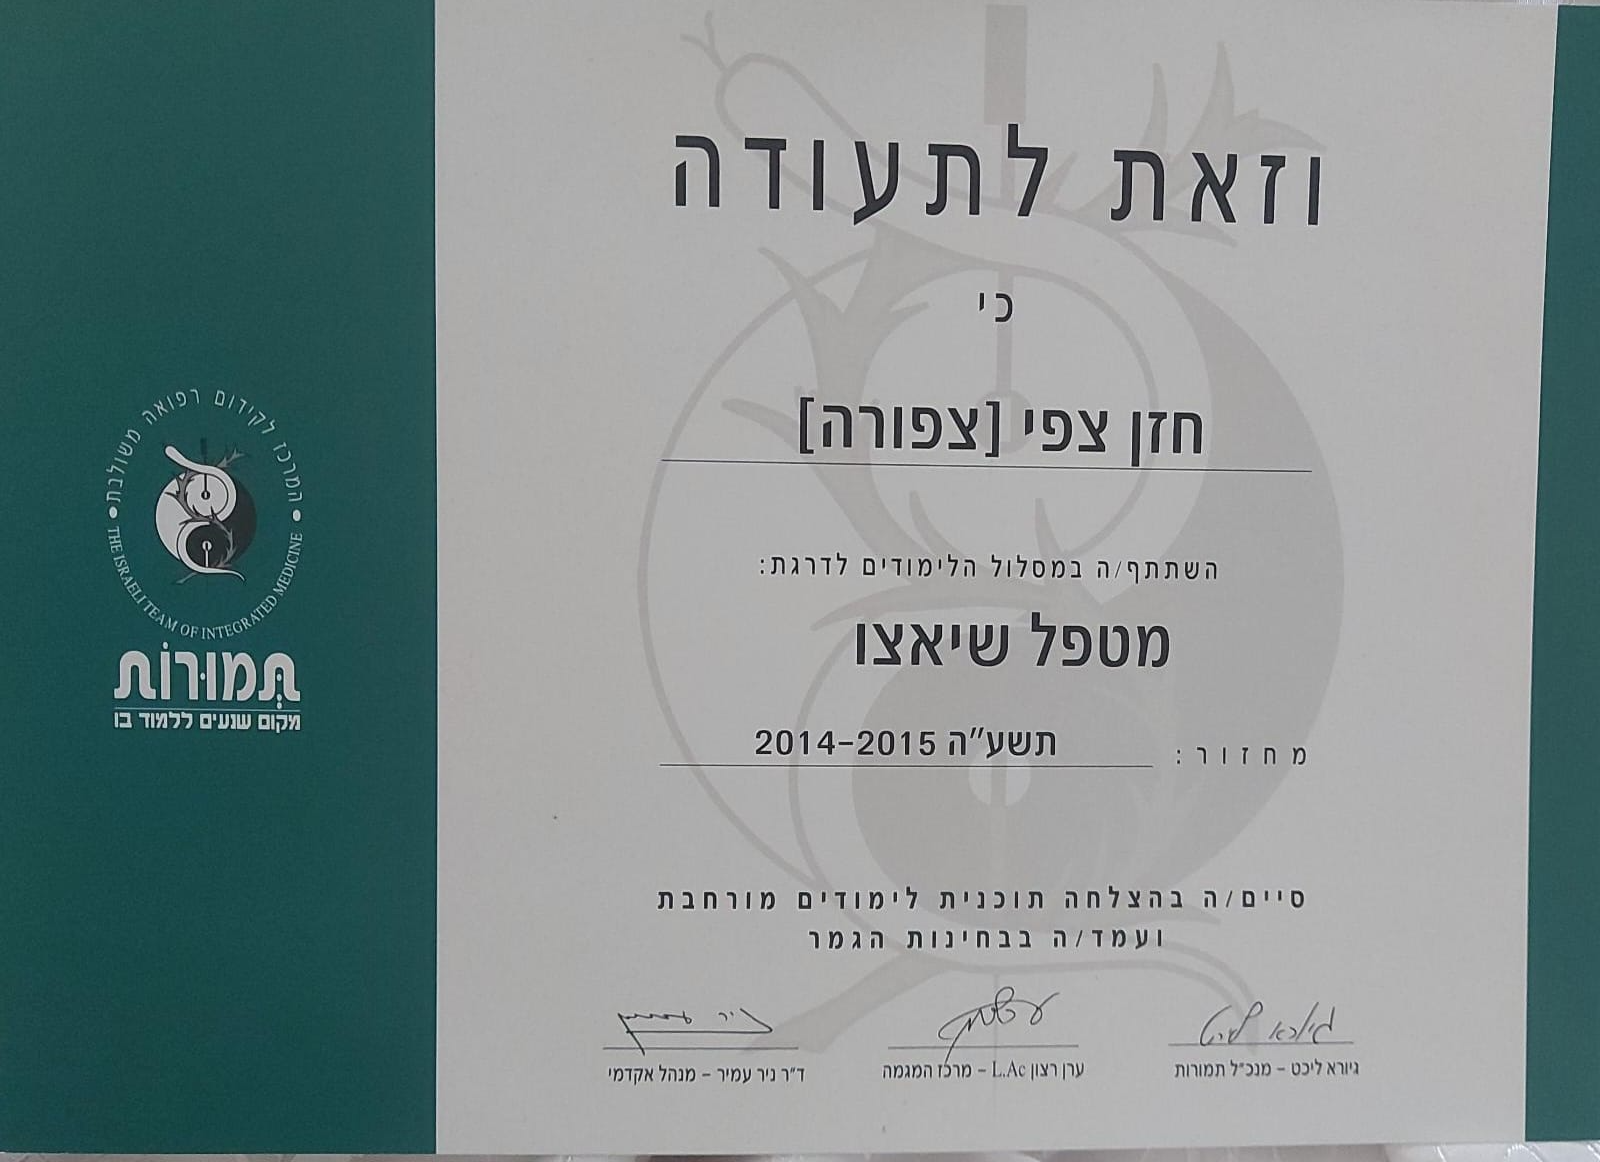 וזאת לתעודה
כי
חזן צפי [צפורה]
השתתף/ה במסלול הלימודים לדרגת:
מטפל שיאצו
מחזור: תשע"ה 2014-2015
סיים/ה בהצלחה תוכנית לימודים מורחבת
ועמד/ה בבחינות הגמר
גיורא ליכט - מנכ"ל תמורות
ערן רצון L.Ac - מרכז המגמה
ד"ר ניר עמיר - מנהל אקדמי
• המרכז לקידום רפואה משולבת •
THE ISRAELI TEAM OF INTEGRATED MEDICINE
תְּמוּרוֹת
מקום שנעים ללמוד בו